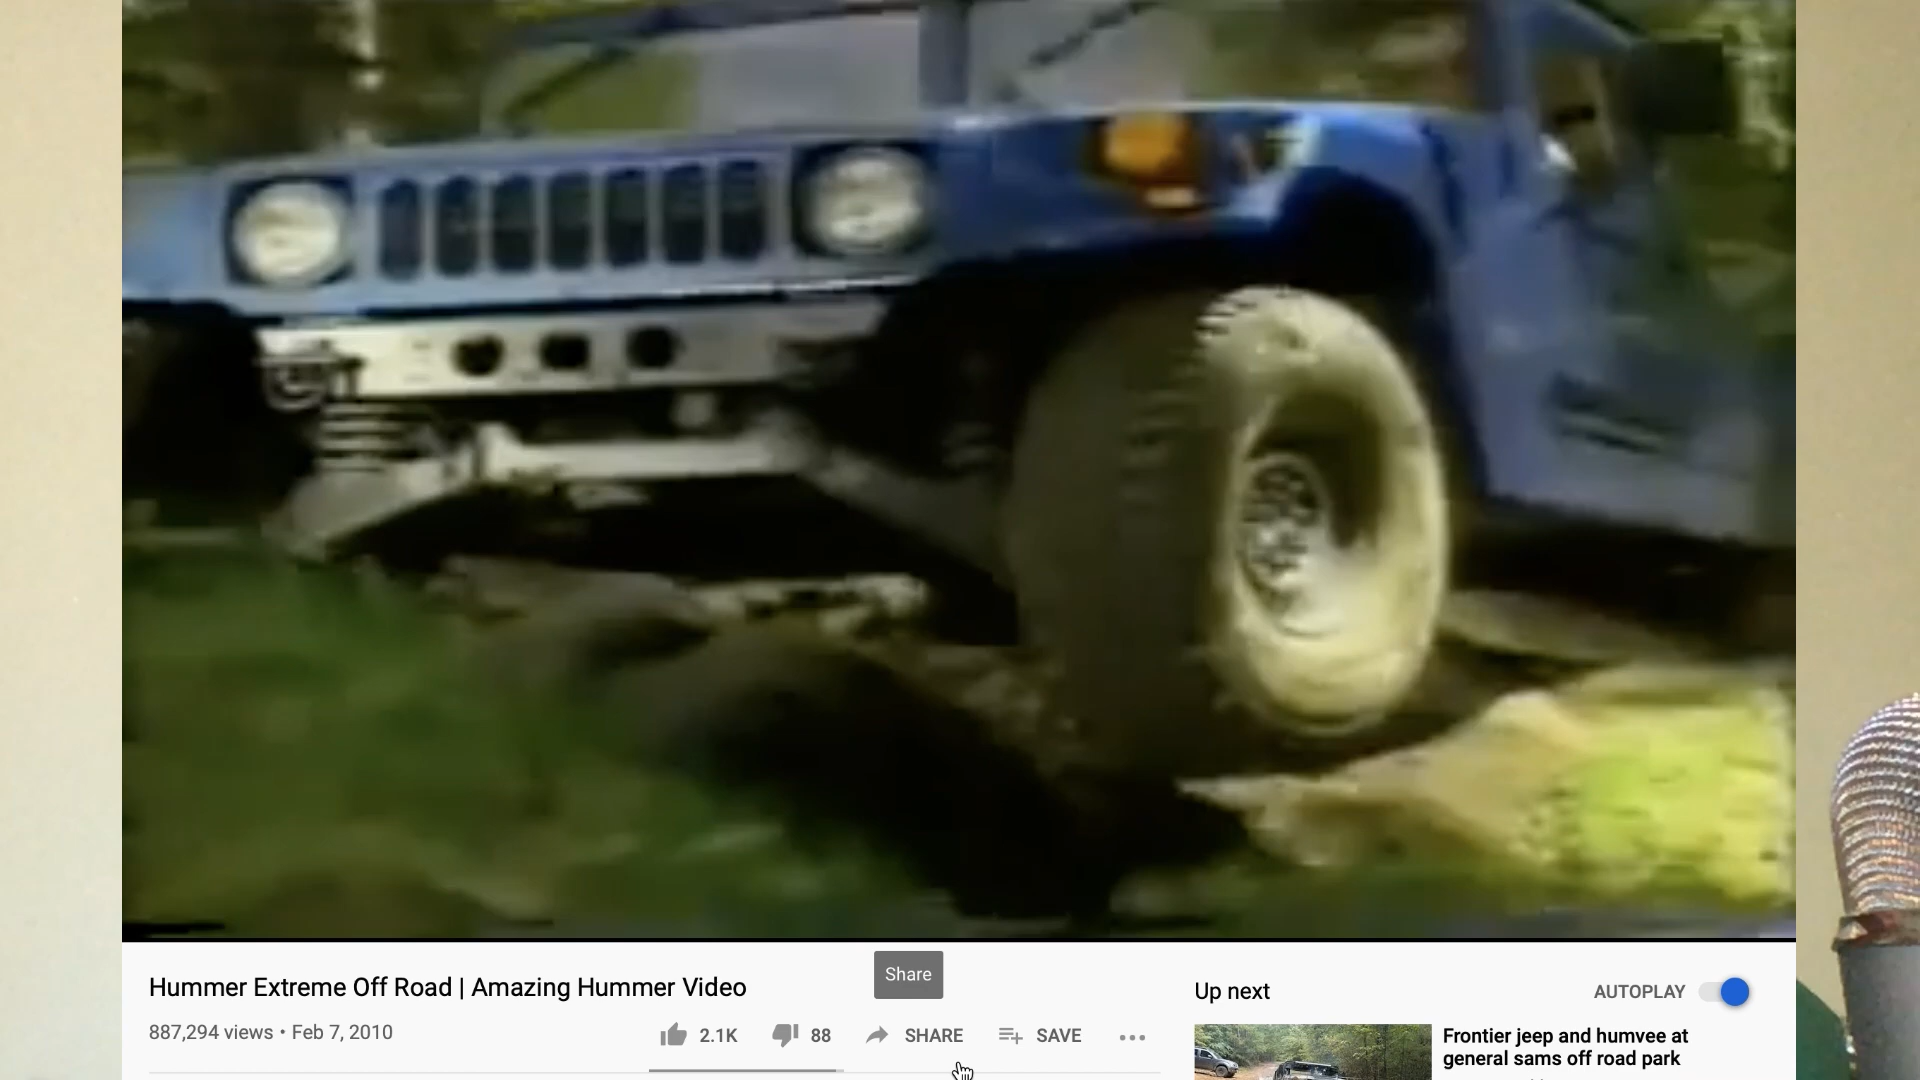 Share
Hummer Extreme Off Road | Amazing Hummer Video
887,294 views • Feb 7, 2010
2.1K
88
SHARE
SAVE
Up next
AUTOPLAY
Frontier jeep and humvee at
general sams off road park